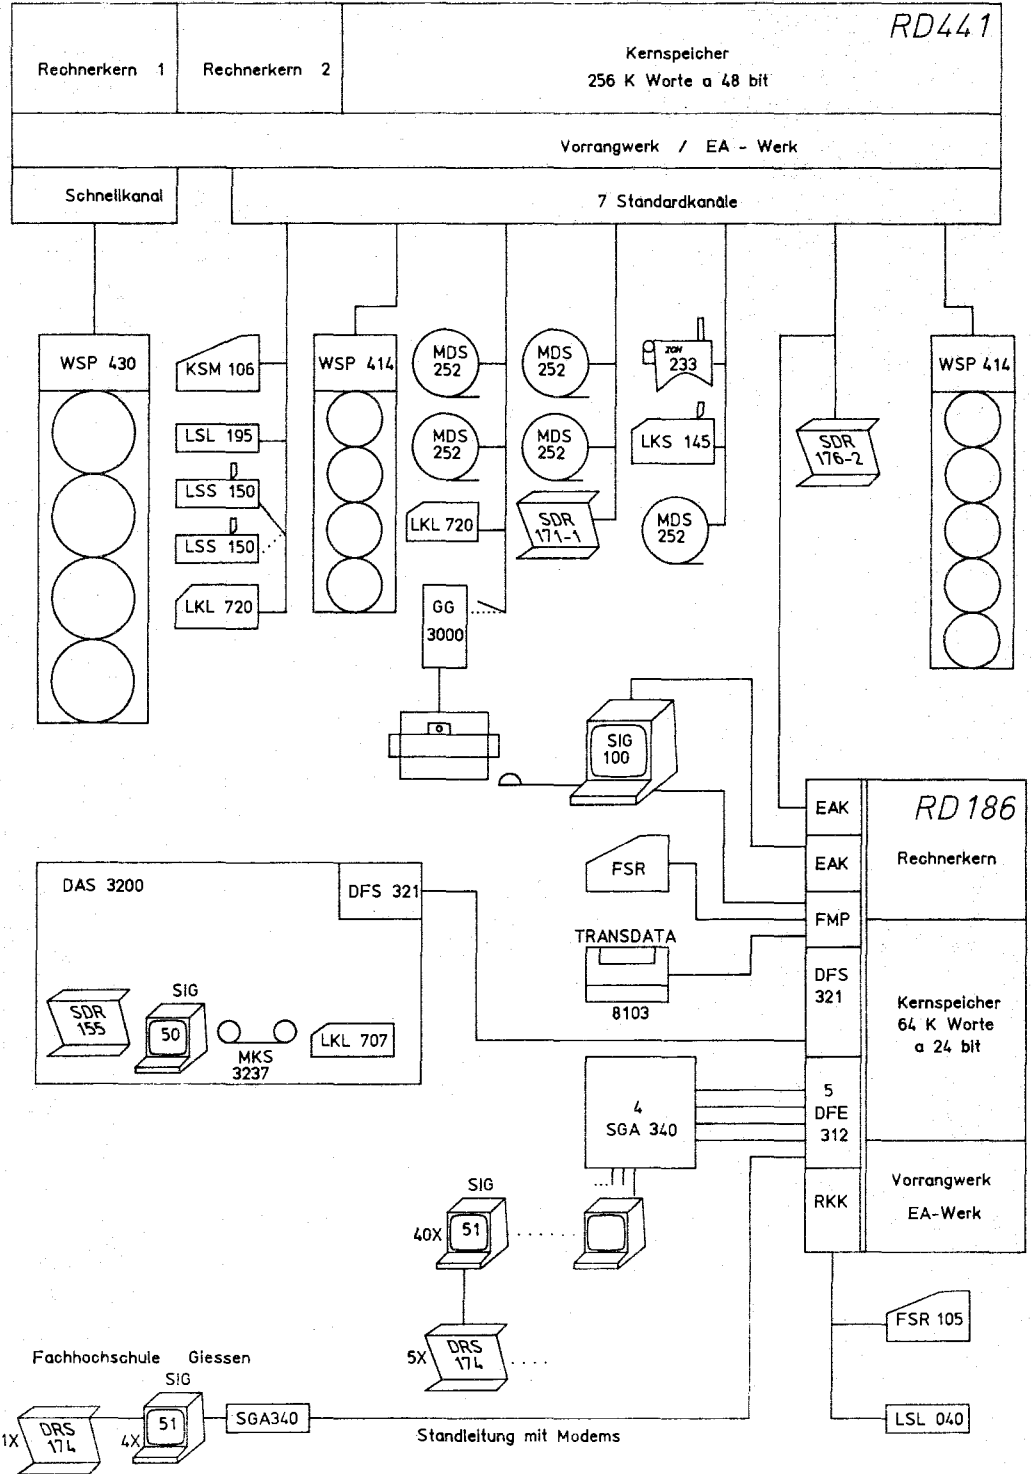 RD441
Rechnerkern 1
Rechnerkern 2
Kernspeicher
256 K Worte a 48 bit
Vorrangwerk / EA - Werk
Schnellkanal
7 Standardkanäle
WSP 430
KSM 106
WSP 414
MDS
252
MDS
252
233
WSP 414
LSL 195
MDS
252
MDS
252
LKS 145
SDR
176-2
LSS 150
LKL 720
SDR
171-1
MDS
252
LSS 150
LKL 720
GG
3000
SIG
100
EAK
RD186
EAK
Rechnerkern
FSR
DAS 3200
DFS 321
FMP
TRANSDATA
8103
DFS
321
Kernspeicher
64 K Worte
a 24 bit
SDR
155
SIG
50
MKS
3237
LKL 707
4
SGA 340
5
DFE
312
...
RKK
Vorrangwerk
EA-Werk
SIG
40X
51
......
FSR 105
5X
DRS
174
....
Fachhochschule Giessen
SIG
1X
DRS
174
4X
51
SGA340
Standleitung mit Modems
LSL 040